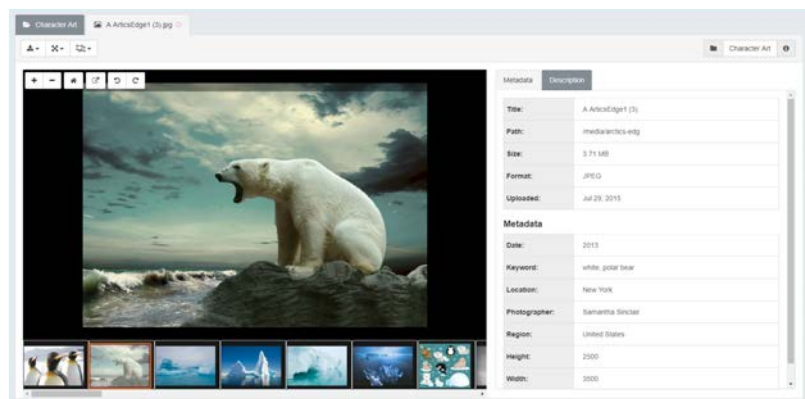 Character Art
A ArticsEdge1 (3).jpg
Character Art
Metadata
Description
Title: A ArticsEdge1 (3)
Path: /media/arctics-edg
Size: 3.71 MB
Format: JPEG
Uploaded: Jul 29, 2015
Metadata
Date: 2013
Keyword: white, polar bear
Location: New York
Photographer: Samantha Sinclair
Region: United States
Height: 2500
Width: 3500